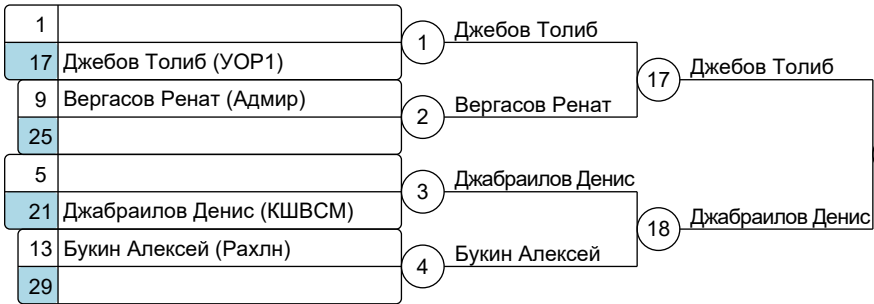 1
17 Джебов Толиб (УОР1)
9 Вергасов Ренат (Адмир)
25
5
21 Джабраилов Денис (КШВСМ)
13 Букин Алексей (Рахлн)
29
1 Джебов Толиб
2 Вергасов Ренат
3 Джабраилов Денис
4 Букин Алексей
17 Джебов Толиб
18 Джабраилов Денис